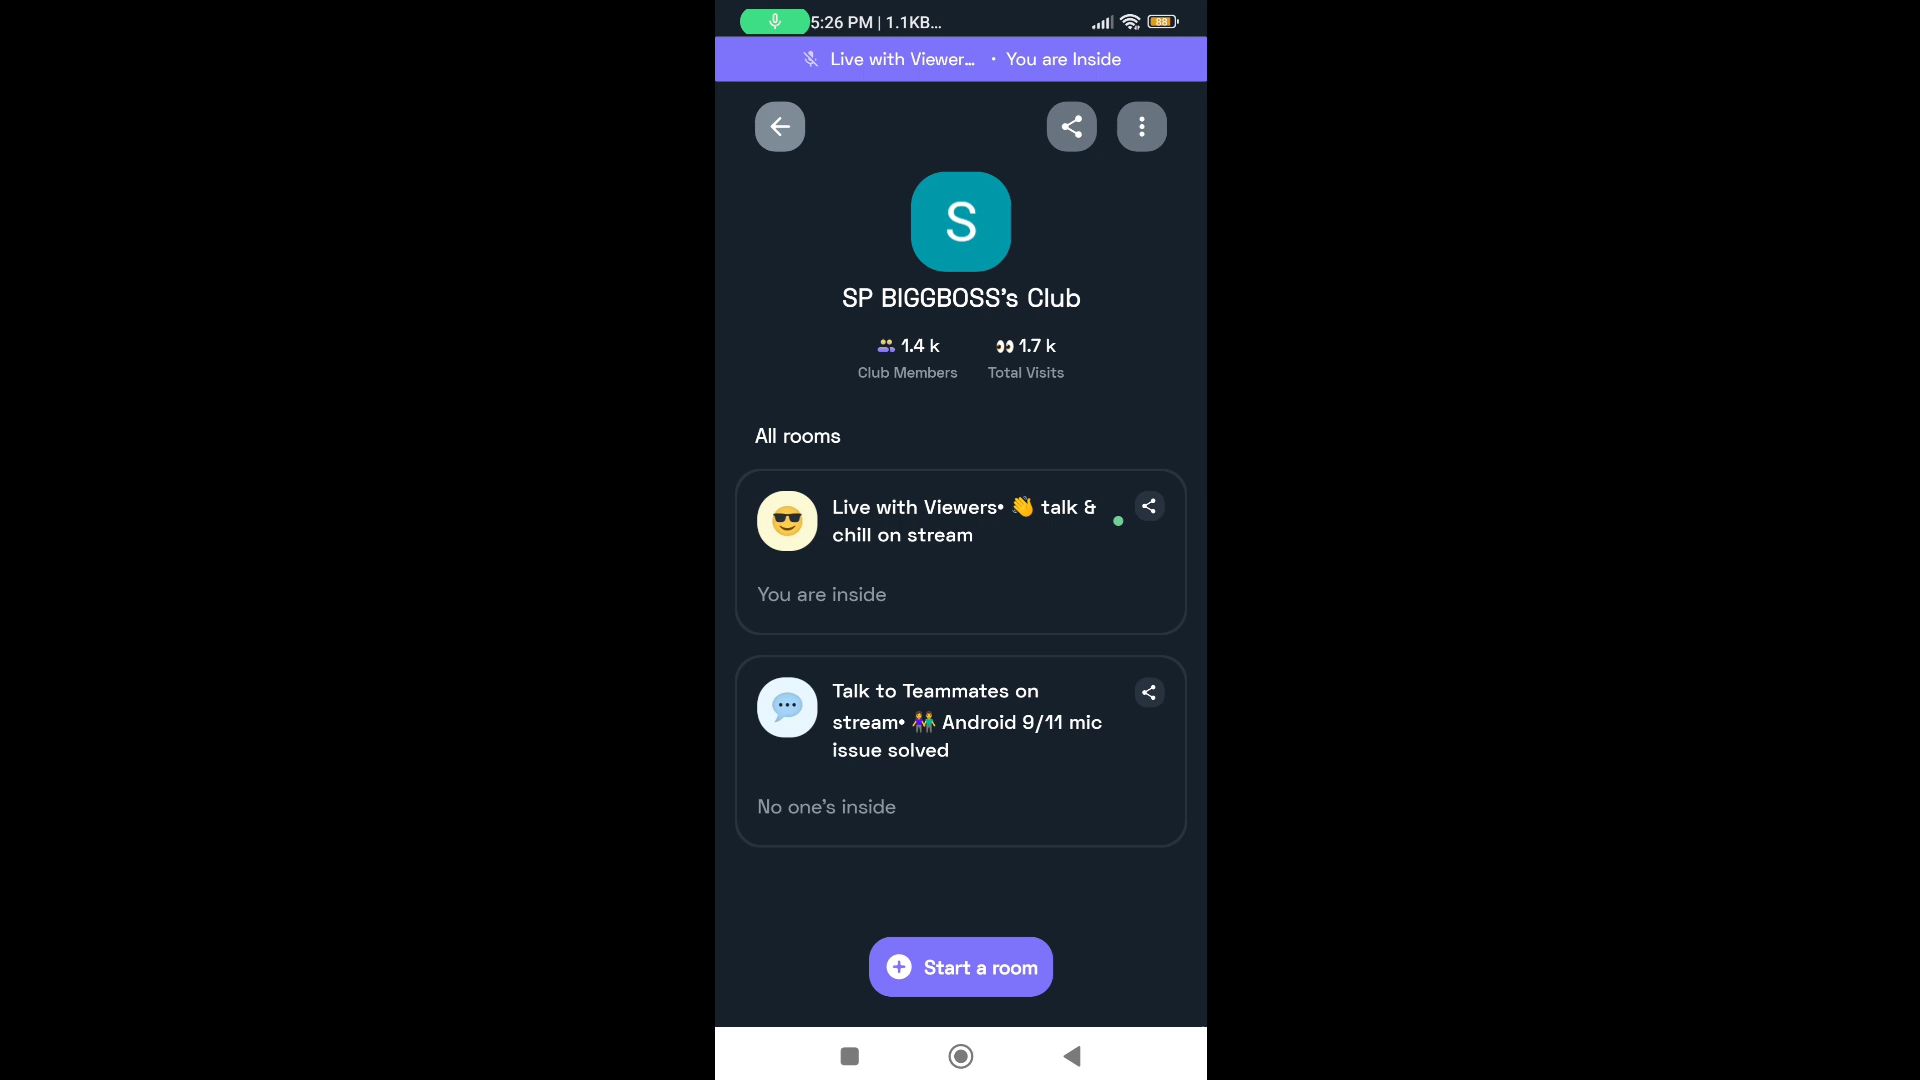 5:26 PM | 1.1KB...
88
Live with Viewer... • You are Inside
S
SP BIGGBOSS's Club
1.4 k
1.7 k
Club Members
Total Visits
All rooms
Live with Viewers• 👋 talk &
chill on stream
You are inside
Talk to Teammates on
stream• 👫 Android 9/11 mic
issue solved
No one's inside
Start a room